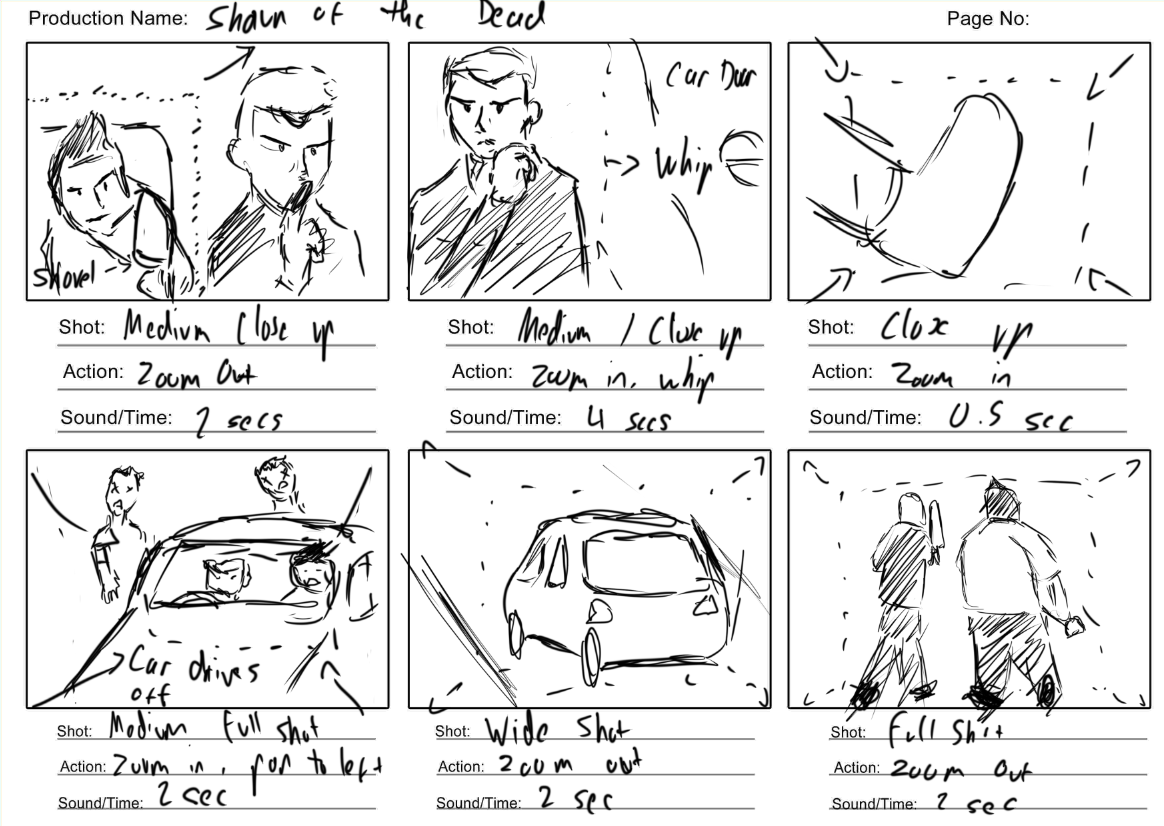 Production Name: Shaun of the Dead
Page No:
Shovel
Car Door
Whip
Shot: Medium Close up
Shot: Medium / Close up
Shot: Close up
Action: Zoom Out
Action: Zoom in, whip
Action: Zoom in
Sound/Time: 2 secs
Sound/Time: 4 secs
Sound/Time: 0.5 sec
Car drives
off
Shot: Medium full shot
Shot: Wide Shot
Shot: Full Shot
Action: Zoom in, pan to left
Action: Zoom out
Action: Zoom Out
Sound/Time: 2 sec
Sound/Time: 2 sec
Sound/Time: 2 sec